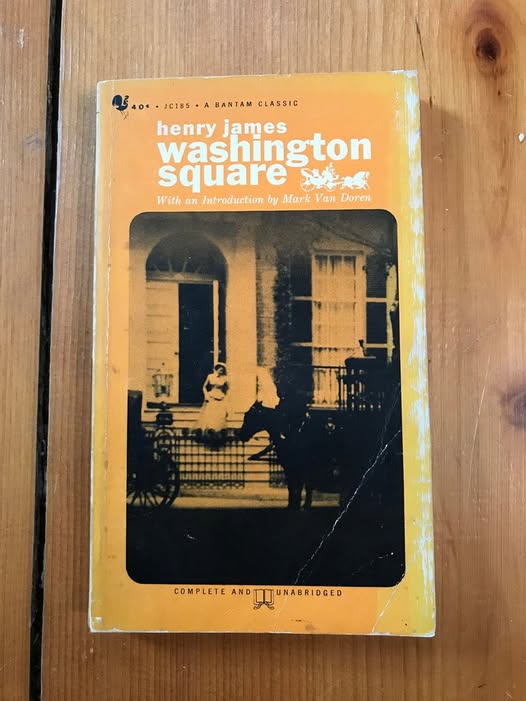 40¢ • JC185 • A BANTAM CLASSIC
henry james
washington
square
With an Introduction by Mark Van Doren
COMPLETE AND UNABRIDGED